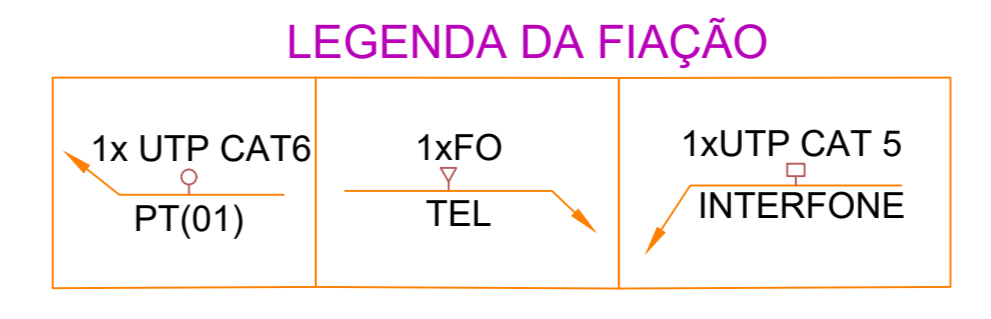 LEGENDA DA FIAÇÃO
1x UTP CAT6
PT(01)
1xFO
TEL
1xUTP CAT 5
INTERFONE